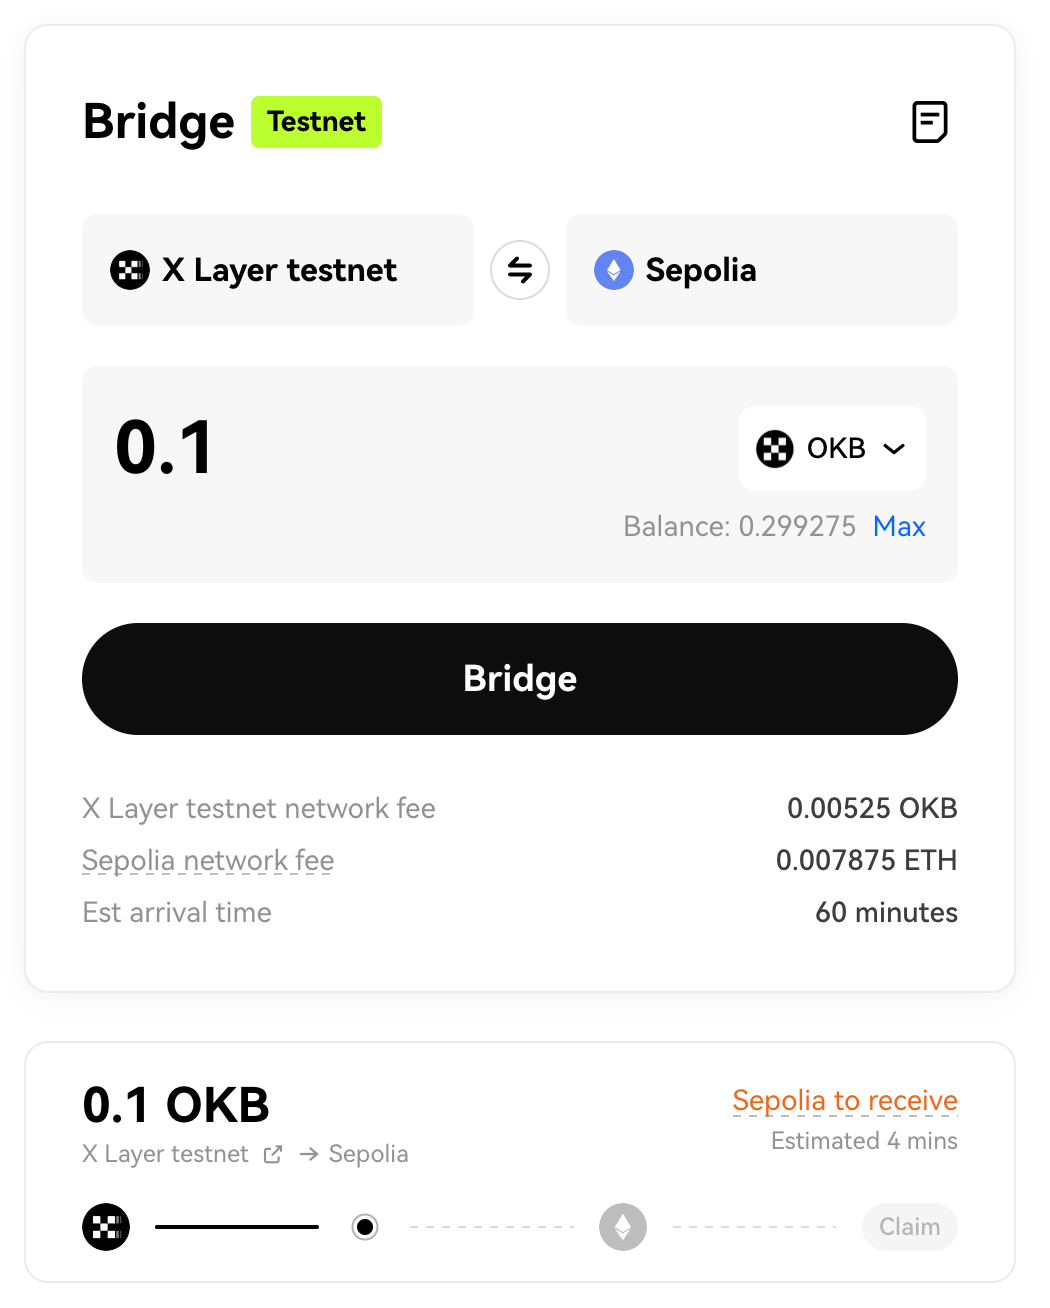 Bridge Testnet
X Layer testnet Sepolia
0.1 OKB
Balance: 0.299275 Max
Bridge
X Layer testnet network fee 0.00525 OKB
Sepolia network fee 0.007875 ETH
Est arrival time 60 minutes
0.1 OKB Sepolia to receive
X Layer testnet → Sepolia Estimated 4 mins
Claim